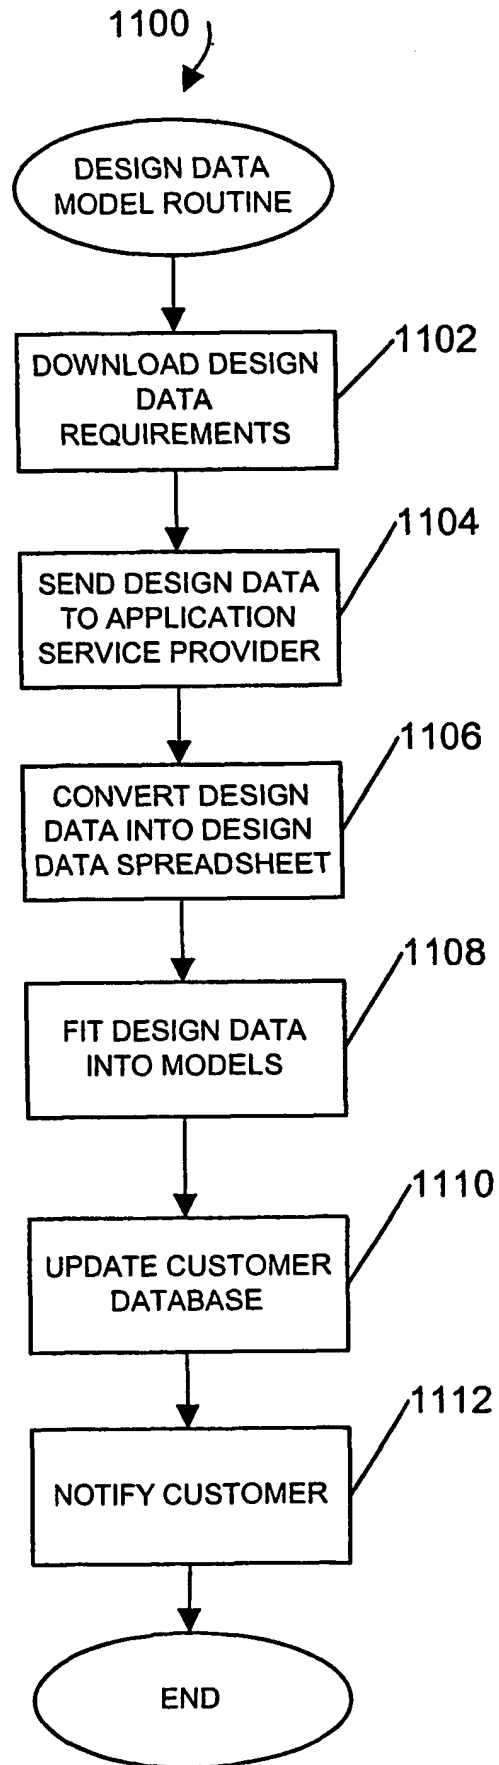 1100
DESIGN DATA
MODEL ROUTINE
1102
DOWNLOAD DESIGN
DATA
REQUIREMENTS
1104
SEND DESIGN DATA
TO APPLICATION
SERVICE PROVIDER
1106
CONVERT DESIGN
DATA INTO DESIGN
DATA SPREADSHEET
1108
FIT DESIGN DATA
INTO MODELS
1110
UPDATE CUSTOMER
DATABASE
1112
NOTIFY CUSTOMER
END